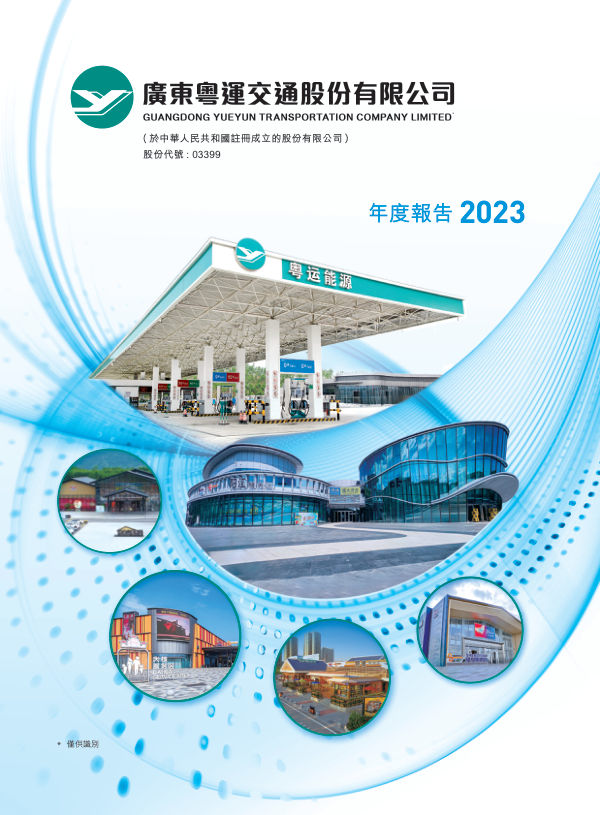 廣東粵運交通股份有限公司
GUANGDONG YUEYUN TRANSPORTATION COMPANY LIMITED*
(於中華人民共和國註冊成立的股份有限公司)
股份代號 : 03399
年度報告 2023
粤运能源
大槐
* 僅供識別